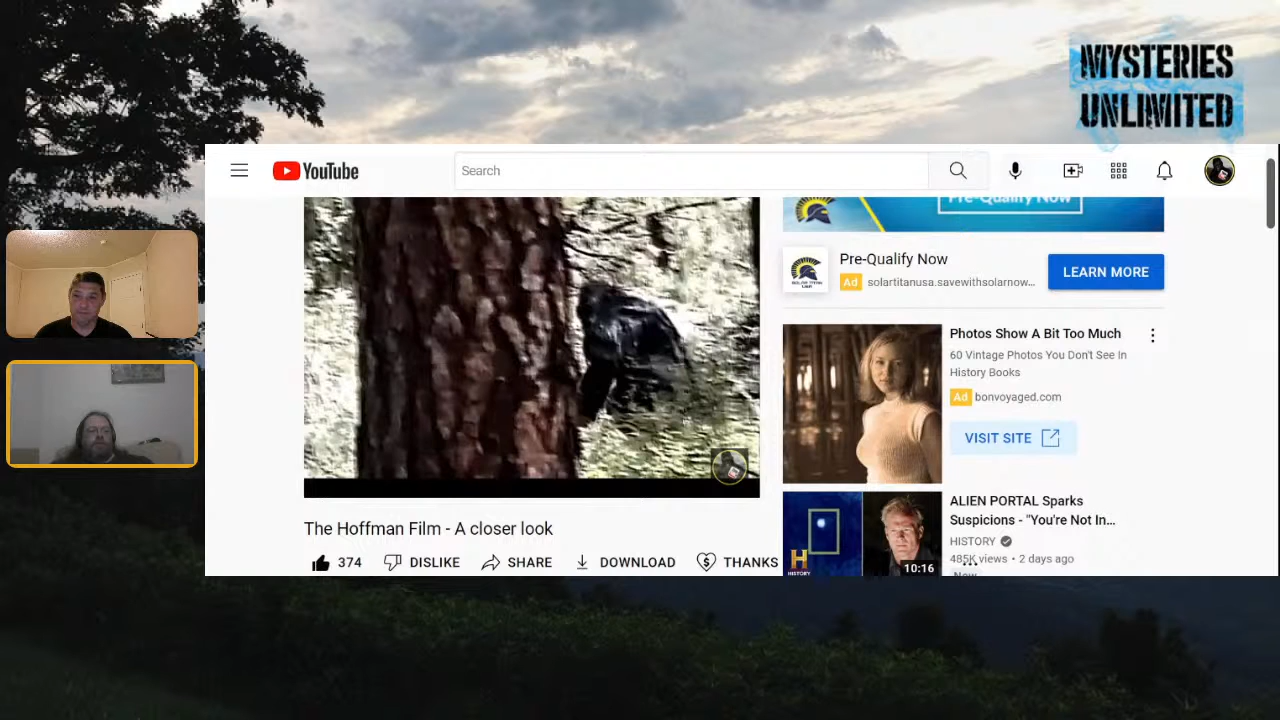 MYSTERIES
UNLIMITED
YouTube
Search
Pre-Qualify Now
Pre-Qualify Now
Ad solartitanusa.savewithsolarnow...
LEARN MORE
Photos Show A Bit Too Much
60 Vintage Photos You Don't See in
History Books
Ad bonvoyaged.com
VISIT SITE
The Hoffman Film - A closer look
374 DISLIKE SHARE DOWNLOAD THANKS
ALIEN PORTAL Sparks
Suspicions - "You're Not In...
HISTORY
485K views • 2 days ago
H
HISTORY
10:16